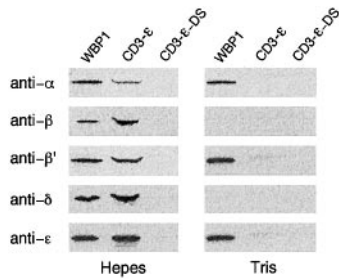 WBP1 CD3-ε CD3-ε-DS WBP1 CD3-ε CD3-ε-DS
anti-α
anti-β
anti-β'
anti-δ
anti-ε
Hepes Tris